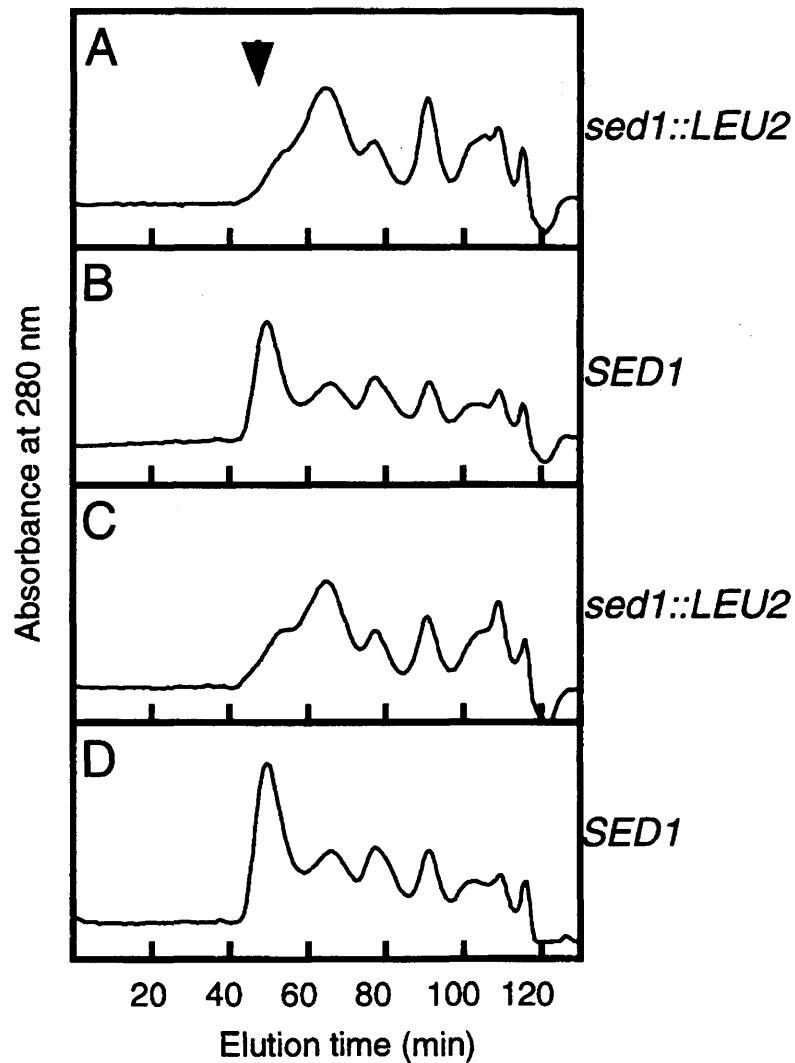 A
sed1::LEU2
B
SED1
C
sed1::LEU2
D
SED1
Absorbance at 280 nm
20 40 60 80 100 120
Elution time (min)